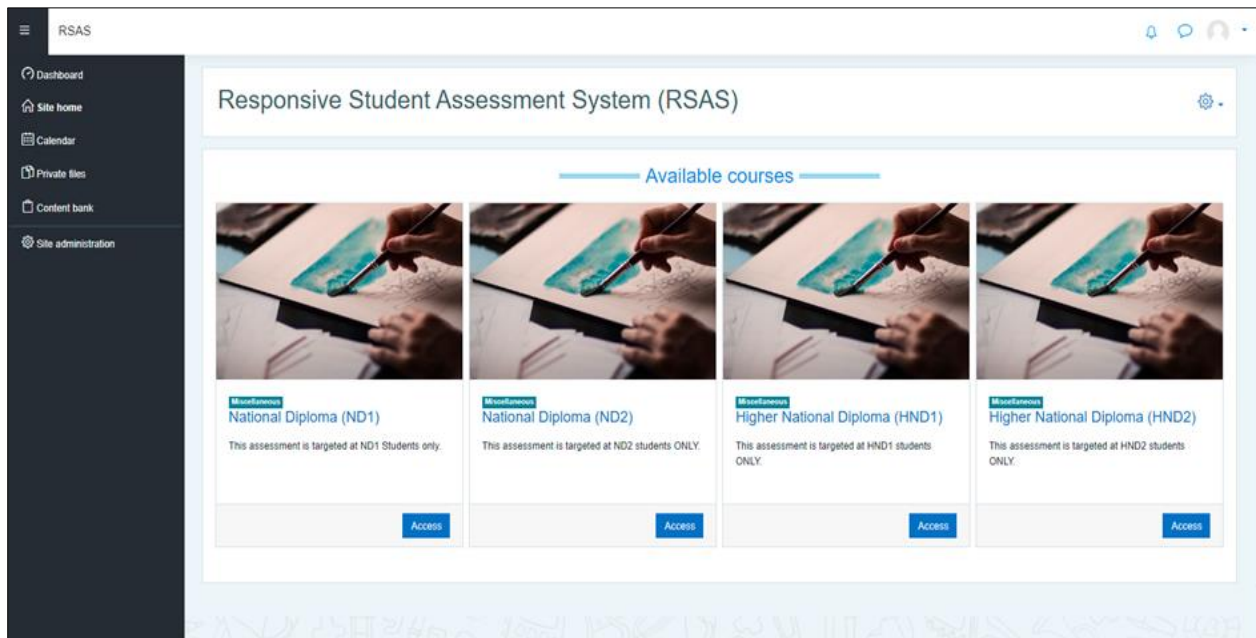 RSAS
Dashboard
Site home
Calendar
Private files
Content bank
Site administration
Responsive Student Assessment System (RSAS)
Available courses
Miscellaneous
National Diploma (ND1)
This assessment is targeted at ND1 Students only.
Access
Miscellaneous
National Diploma (ND2)
This assessment is targeted at ND2 students ONLY.
Access
Miscellaneous
Higher National Diploma (HND1)
This assessment is targeted at HND1 students
ONLY.
Access
Miscellaneous
Higher National Diploma (HND2)
This assessment is targeted at HND2 students
ONLY.
Access